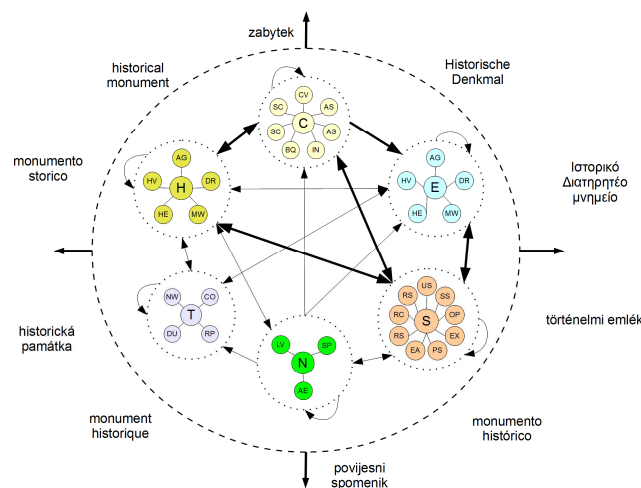 zabytek
historical
monument
Historische
Denkmal
monumento
storico
Ιστορικό
Διατηρητέο
μνημείο
CV
SC
AS
C
SC
AG
BQ
IN
AG
HV
DR
H
HE
MW
AG
HV
DR
E
HE
MW
NW
CO
T
DU
RP
LV
SP
N
AE
US
RS
SS
RC
OP
S
RS
EX
EA
PS
historická
památka
történelmi emlék
monument
historique
monumento
histórico
povijesni
spomenik